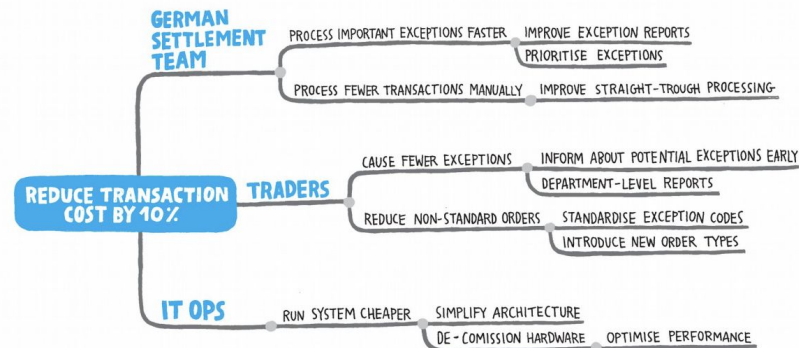 GERMAN
SETTLEMENT
TEAM
PROCESS IMPORTANT EXCEPTIONS FASTER
IMPROVE EXCEPTION REPORTS
PRIORITISE EXCEPTIONS
PROCESS FEWER TRANSACTIONS MANUALLY
IMPROVE STRAIGHT-TROUGH PROCESSING
REDUCE TRANSACTION
COST BY 10%
TRADERS
CAUSE FEWER EXCEPTIONS
INFORM ABOUT POTENTIAL EXCEPTIONS EARLY
DEPARTMENT-LEVEL REPORTS
REDUCE NON-STANDARD ORDERS
STANDARDISE EXCEPTION CODES
INTRODUCE NEW ORDER TYPES
IT OPS
RUN SYSTEM CHEAPER
SIMPLIFY ARCHITECTURE
DE-COMISSION HARDWARE
OPTIMISE PERFORMANCE